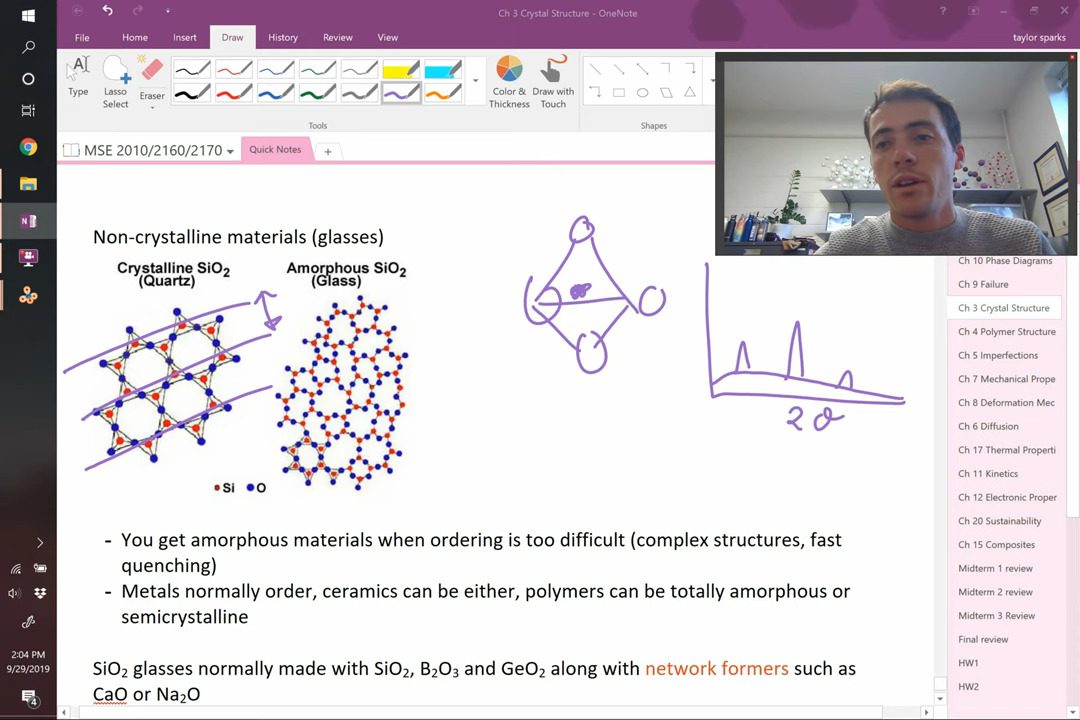 Ch 3 Crystal Structure - OneNote
taylor sparks
File Home Insert Draw History Review View
Type
Lasso Select
Eraser
Color & Thickness
Draw with Touch
Tools
Shapes
MSE 2010/2160/2170
Quick Notes
Non-crystalline materials (glasses)
Crystalline SiO₂
(Quartz)
Amorphous SiO₂
(Glass)
Si O
2θ
- You get amorphous materials when ordering is too difficult (complex structures, fast
quenching)
- Metals normally order, ceramics can be either, polymers can be totally amorphous or
semicrystalline
SiO₂ glasses normally made with SiO₂, B₂O₃ and GeO₂ along with network formers such as
CaO or Na₂O
Ch 10 Phase Diagrams
Ch 9 Failure
Ch 3 Crystal Structure
Ch 4 Polymer Structure
Ch 5 Imperfections
Ch 7 Mechanical Prope
Ch 8 Deformation Mec
Ch 6 Diffusion
Ch 17 Thermal Properti
Ch 11 Kinetics
Ch 12 Electronic Proper
Ch 20 Sustainability
Ch 15 Composites
Midterm 1 review
Midterm 2 review
Midterm 3 Review
Final review
HW1
HW2
2:04 PM
9/29/2019
4